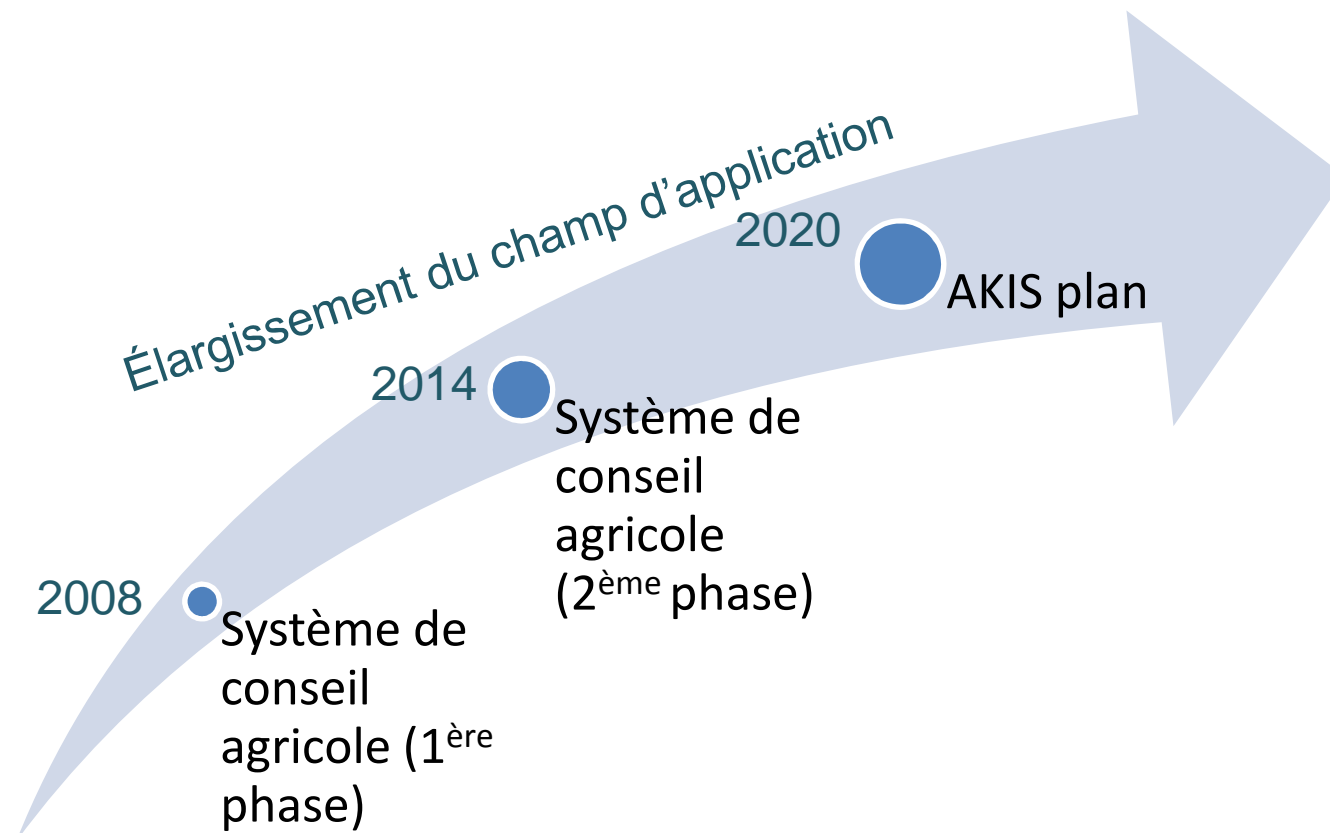 Élargissement du champ d’application
2008
Système de
conseil
agricole (1ère
phase)
2014
Système de
conseil
agricole
(2ème phase)
2020
AKIS plan